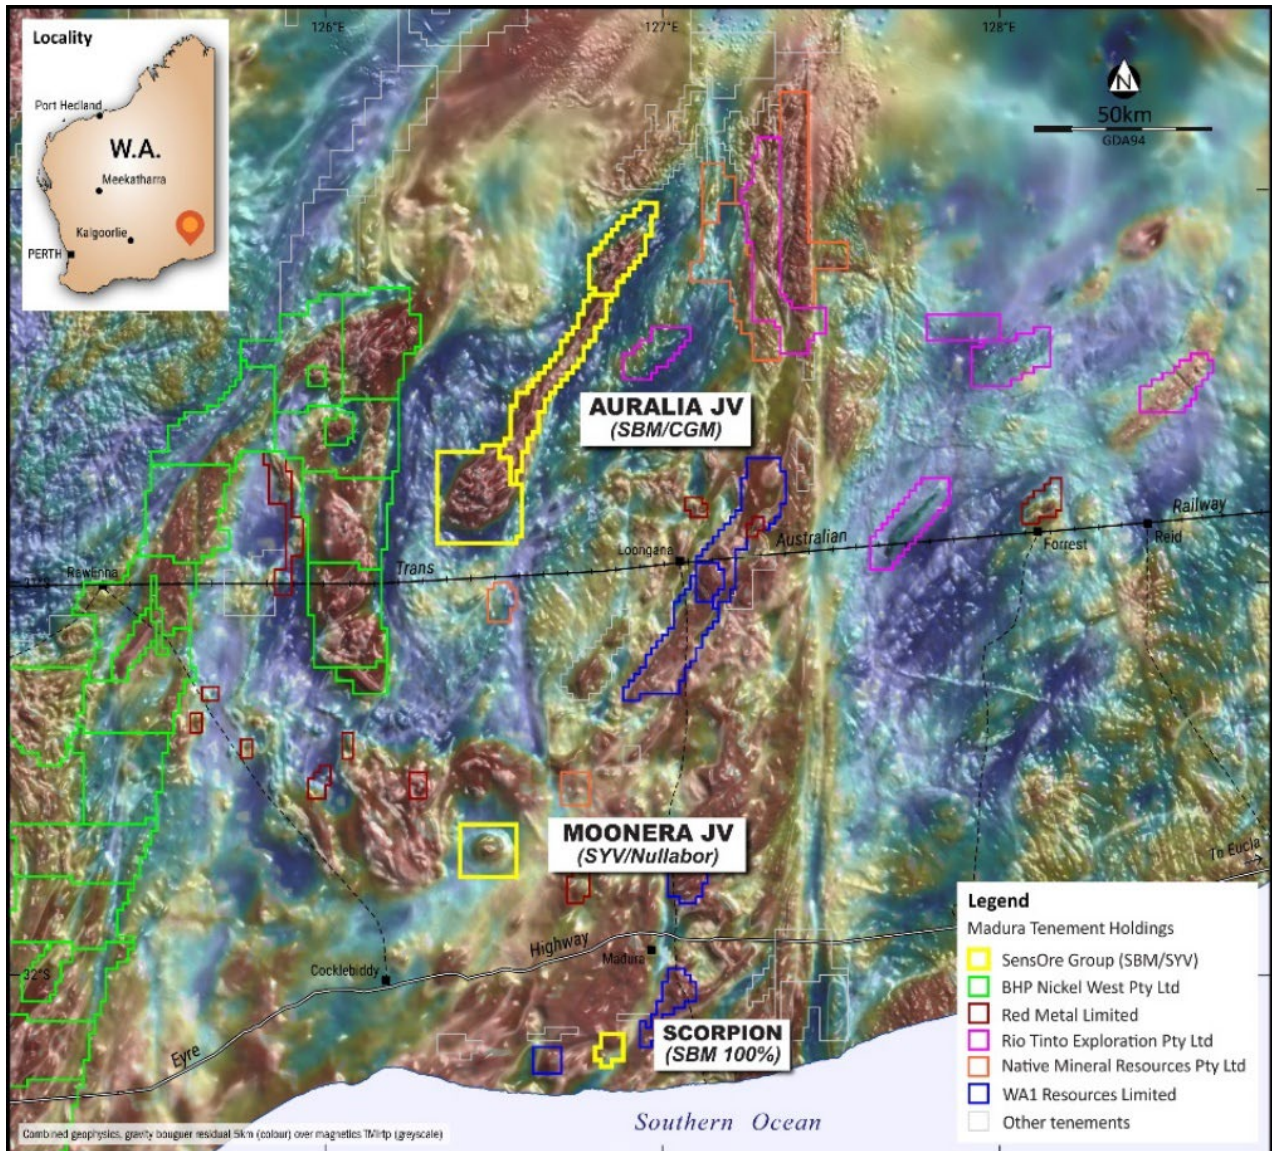 Locality
Port Hedland
W.A.
Meekatharra
Kalgoorlie
PERTH
126°E
127°E
128°E
N
50km
GDA94
AURALIA JV
(SBM/CGM)
Railway
Australian
Trans
Loongana
Forrest
Reid
Rawlinna
MOONERA JV
(SYV/Nullabor)
To Eucla
Highway
Madura
Cocklebiddy
32°S
Eyre
SCORPION
(SBM 100%)
Southern Ocean
Legend
Madura Tenement Holdings
SensOre Group (SBM/SYV)
BHP Nickel West Pty Ltd
Red Metal Limited
Rio Tinto Exploration Pty Ltd
Native Mineral Resources Pty Ltd
WA1 Resources Limited
Other tenements
Combined geophysics, gravity bouguer residual 5km (colour) over magnetics TMIrtp (greyscale)